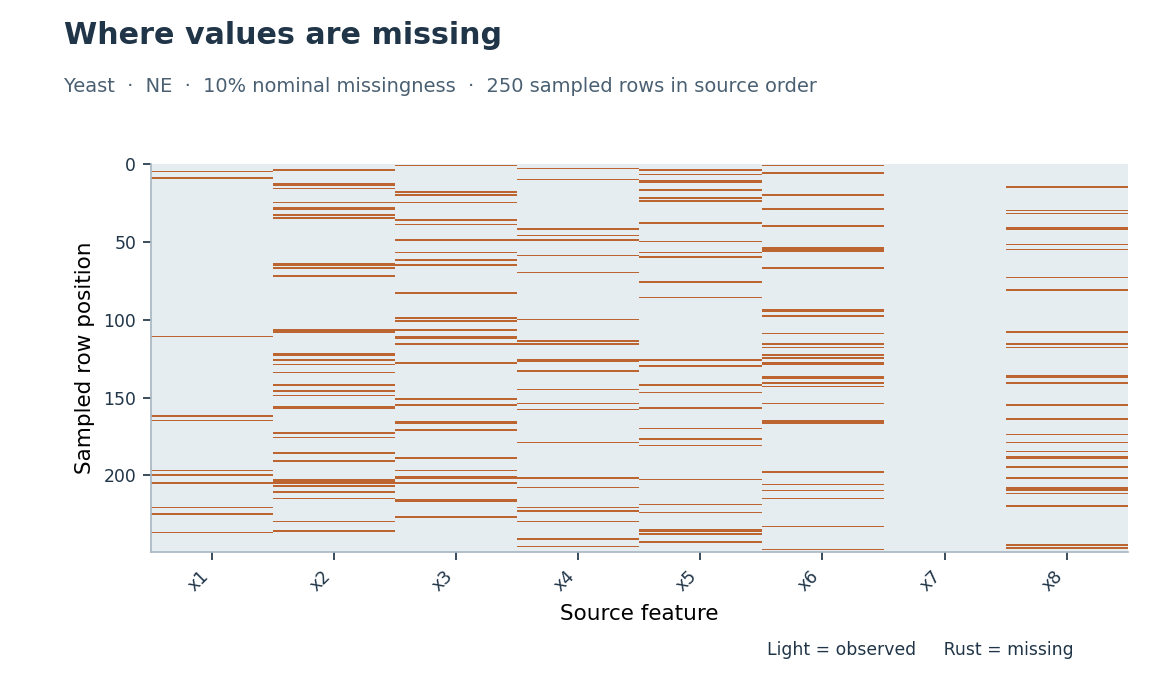 Where values are missing
Yeast · NE · 10% nominal missingness · 250 sampled rows in source order
0
50
100
150
200
Sampled row position
x1 x2 x3 x4 x5 x6 x7 x8
Source feature
Light = observed Rust = missing